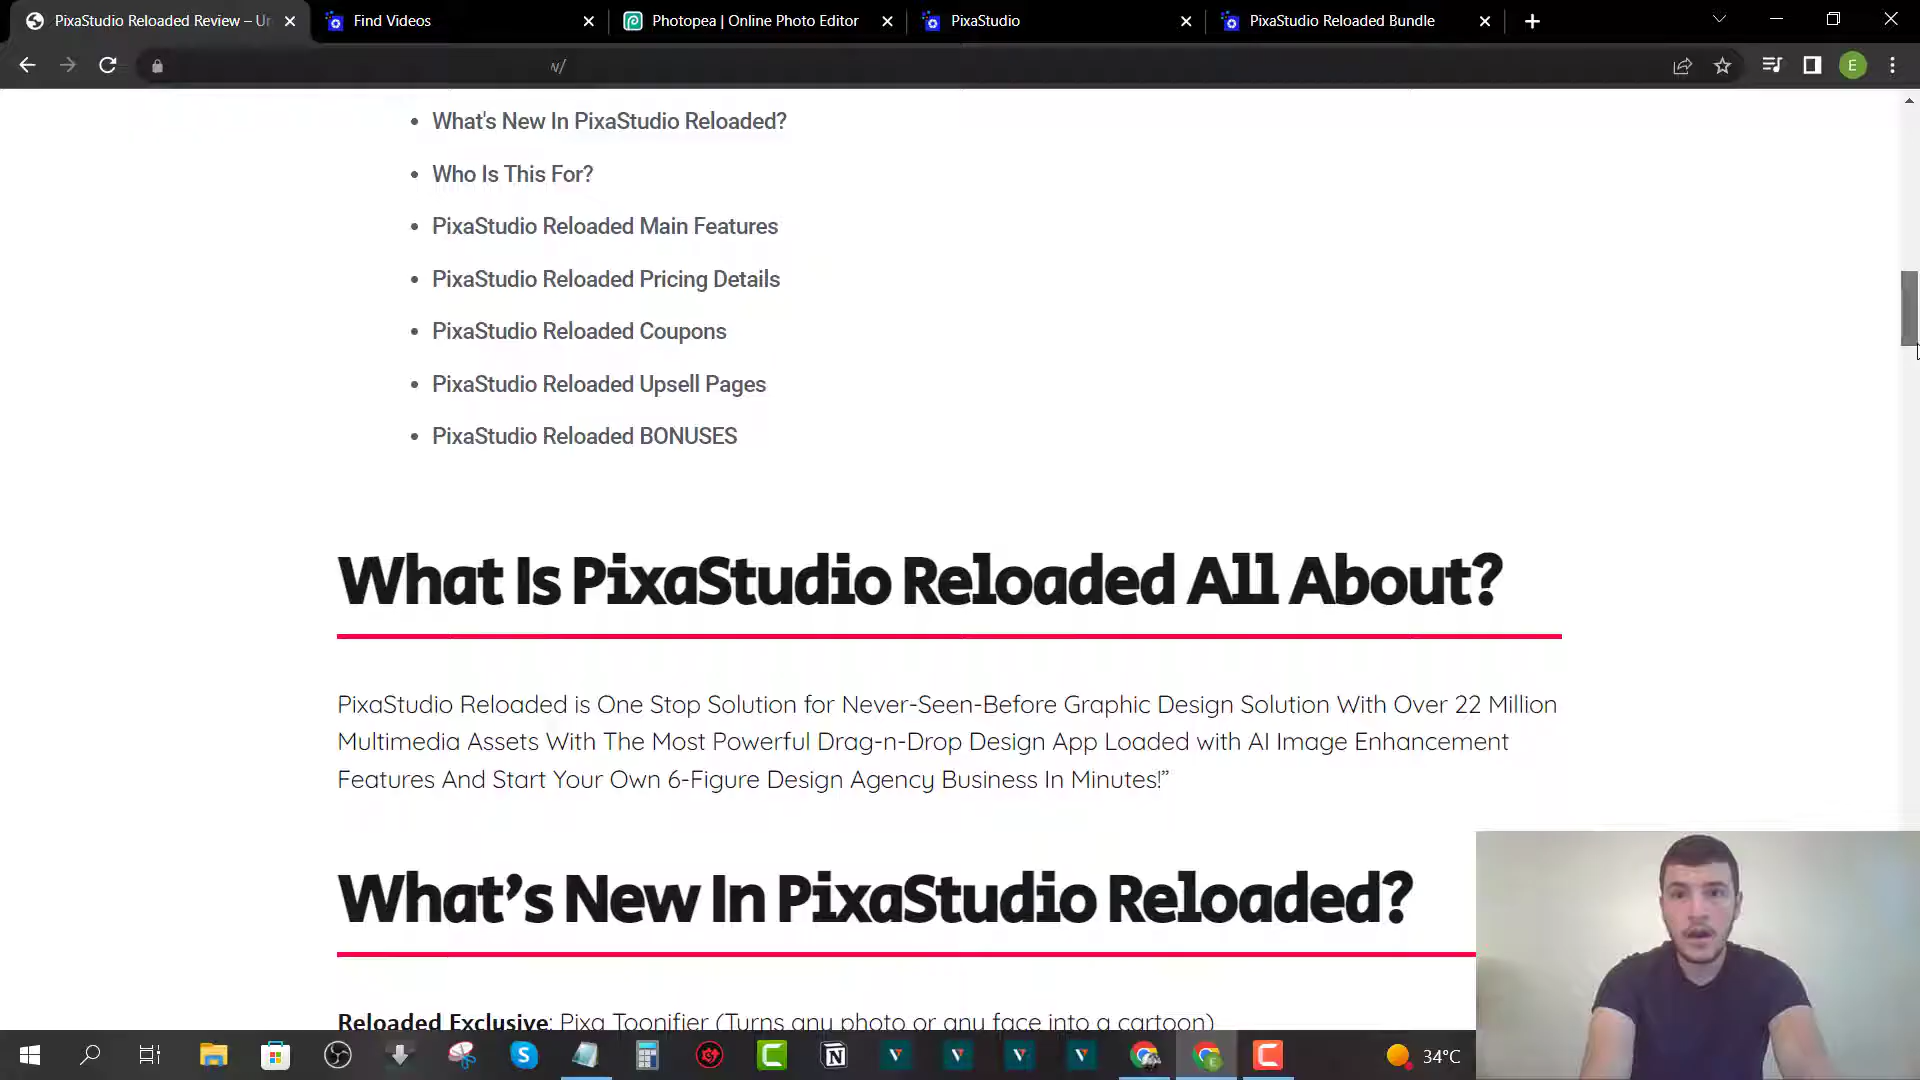 PixaStudio Reloaded Review – Un
Find Videos
Photopea | Online Photo Editor
PixaStudio
PixaStudio Reloaded Bundle
w/
E
What's New In PixaStudio Reloaded?
Who Is This For?
PixaStudio Reloaded Main Features
PixaStudio Reloaded Pricing Details
PixaStudio Reloaded Coupons
PixaStudio Reloaded Upsell Pages
PixaStudio Reloaded BONUSES
What Is PixaStudio Reloaded All About?
PixaStudio Reloaded is One Stop Solution for Never-Seen-Before Graphic Design Solution With Over 22 Million
Multimedia Assets With The Most Powerful Drag-n-Drop Design App Loaded with AI Image Enhancement
Features And Start Your Own 6-Figure Design Agency Business In Minutes!”
What’s New In PixaStudio Reloaded?
Reloaded Exclusive: Pixa Toonifier (Turns any photo or any face into a cartoon)
34°C